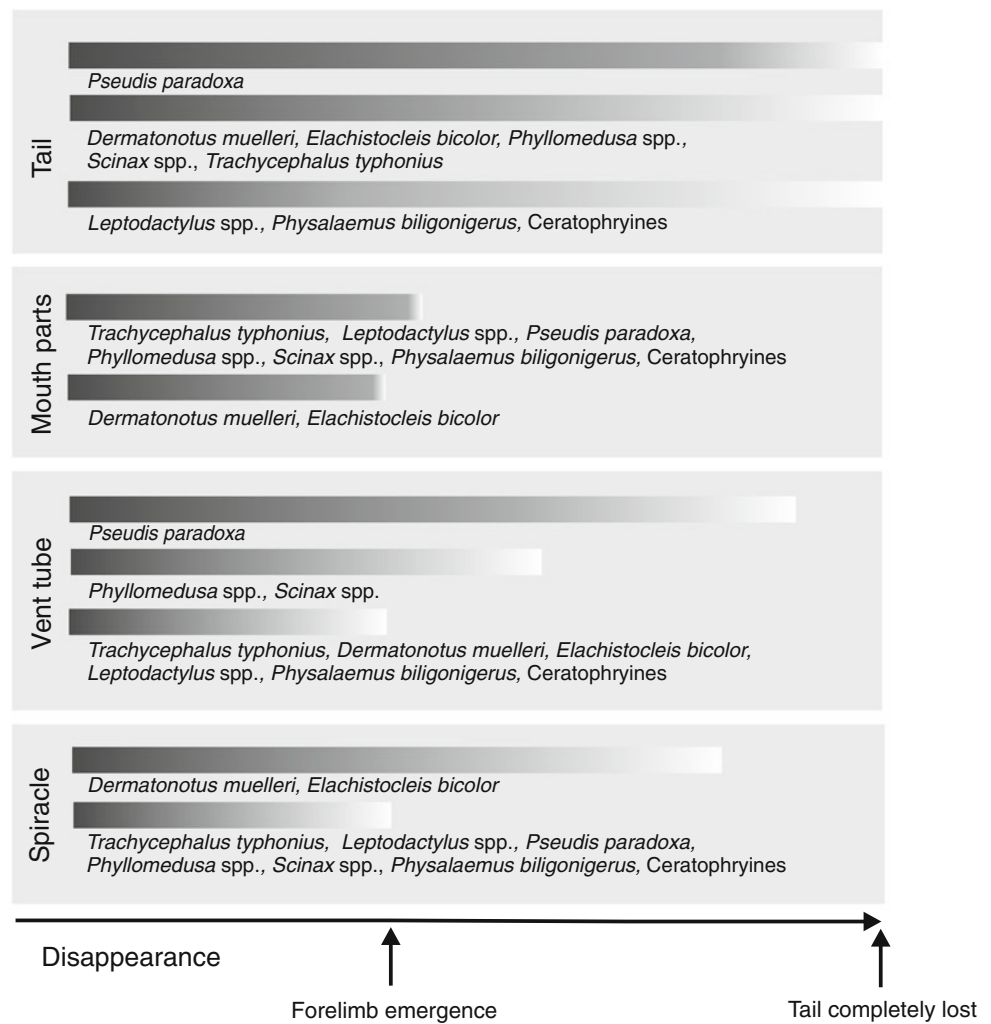 Tail
Pseudis paradoxa
Dermatonotus muelleri, Elachistocleis bicolor, Phyllomedusa spp.,
Scinax spp., Trachycephalus typhonius
Leptodactylus spp., Physalaemus biligonigerus, Ceratophryines
Mouth parts
Trachycephalus typhonius, Leptodactylus spp., Pseudis paradoxa,
Phyllomedusa spp., Scinax spp., Physalaemus biligonigerus, Ceratophryines
Dermatonotus muelleri, Elachistocleis bicolor
Vent tube
Pseudis paradoxa
Phyllomedusa spp., Scinax spp.
Trachycephalus typhonius, Dermatonotus muelleri, Elachistocleis bicolor,
Leptodactylus spp., Physalaemus biligonigerus, Ceratophryines
Spiracle
Dermatonotus muelleri, Elachistocleis bicolor
Trachycephalus typhonius, Leptodactylus spp., Pseudis paradoxa,
Phyllomedusa spp., Scinax spp., Physalaemus biligonigerus, Ceratophryines
Disappearance
Forelimb emergence
Tail completely lost